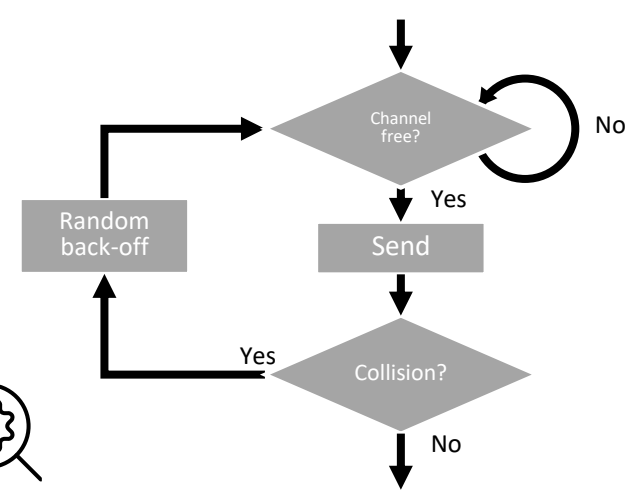 Channel
free?
No
Yes
Random
back-off
Send
Yes
Collision?
No